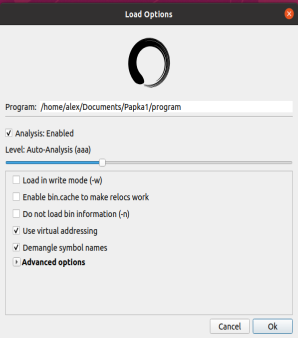 Load Options
Program: /home/alex/Documents/Papka1/program
Analysis: Enabled
Level: Auto-Analysis (aaa)
Load in write mode (-w)
Enable bin.cache to make relocs work
Do not load bin information (-n)
Use virtual addressing
Demangle symbol names
Advanced options
Cancel Ok